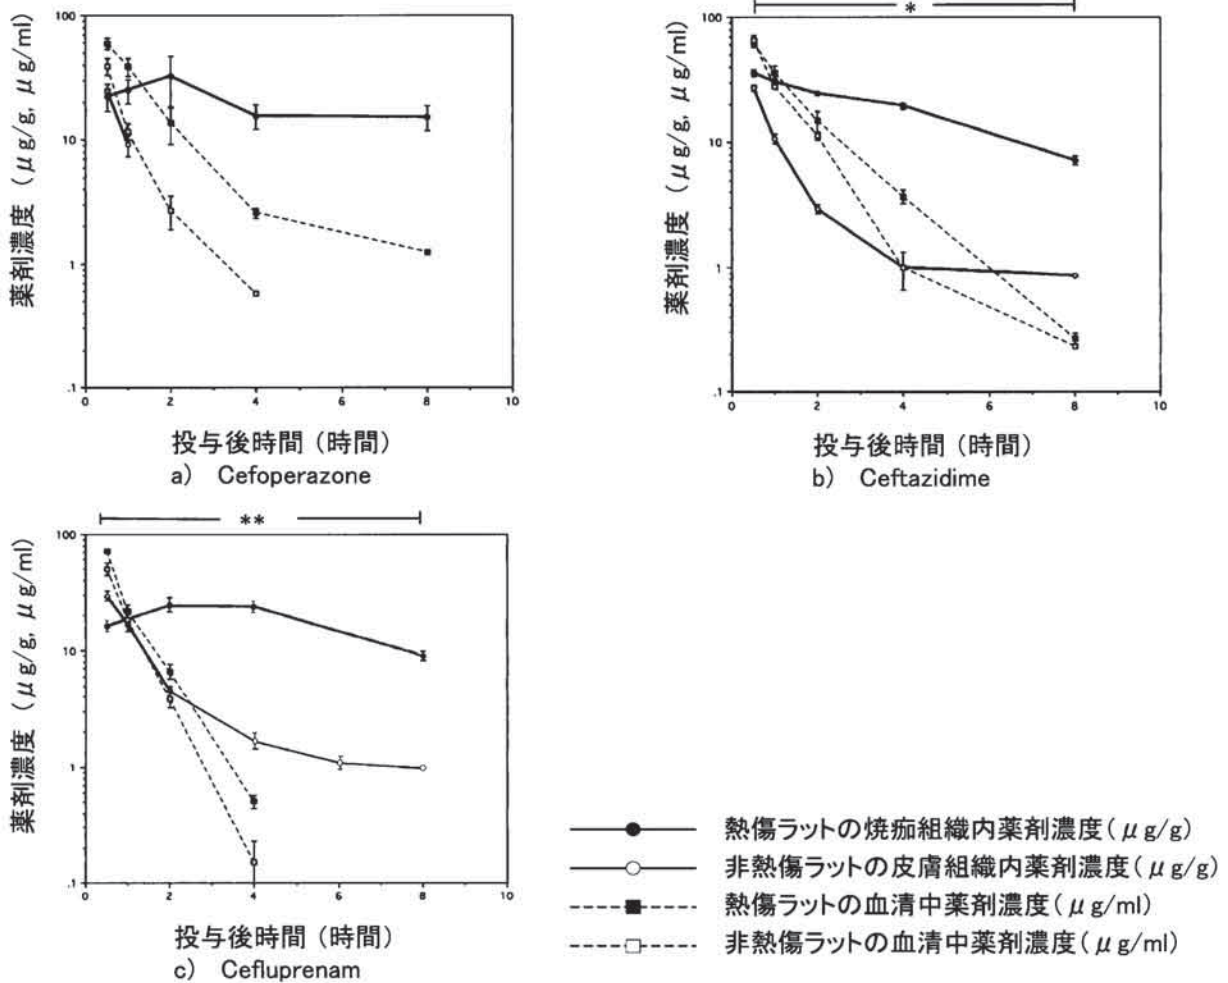 薬剤濃度 (μg/g, μg/ml)
100
10
1
.1
0
2
4
6
8
10
投与後時間 (時間)
a) Cefoperazone
*
薬剤濃度 (μg/g, μg/ml)
100
10
1
.1
0
2
4
6
8
10
投与後時間 (時間)
b) Ceftazidime
**
薬剤濃度 (μg/g, μg/ml)
100
10
1
.1
0
2
4
6
8
10
投与後時間 (時間)
c) Cefluprenam
熱傷ラットの焼痂組織内薬剤濃度(μg/g)
非熱傷ラットの皮膚組織内薬剤濃度(μg/g)
熱傷ラットの血清中薬剤濃度(μg/ml)
非熱傷ラットの血清中薬剤濃度(μg/ml)